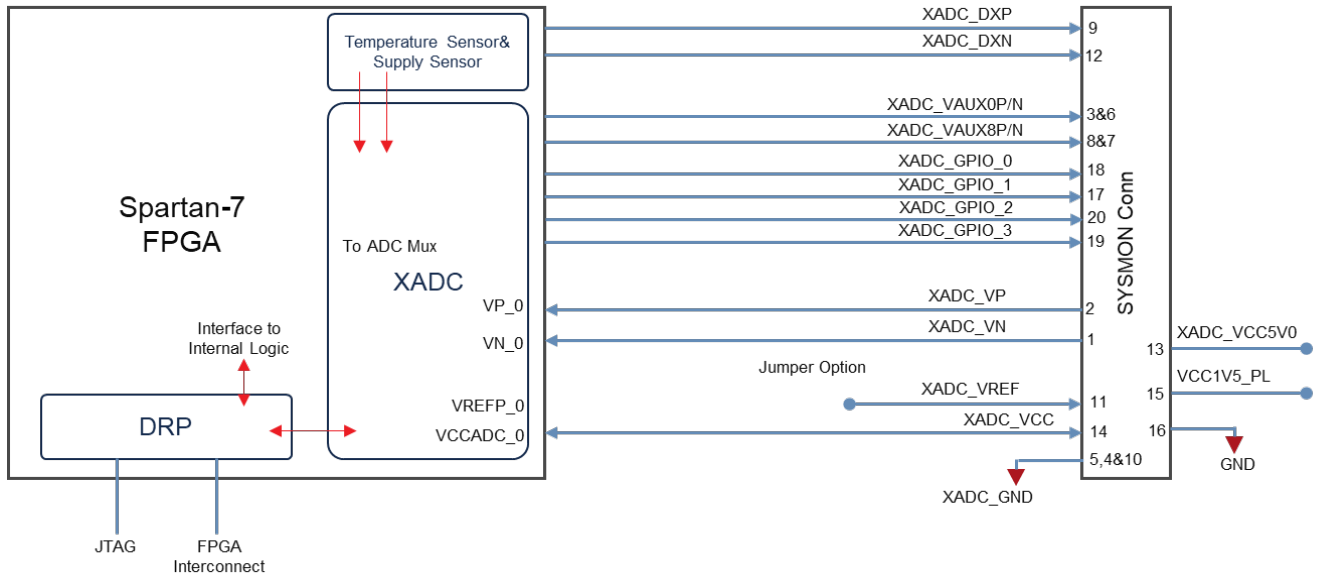 Temperature Sensor&
Supply Sensor
Spartan-7
FPGA
To ADC Mux
XADC
VP_0
VN_0
VREFP_0
VCCADC_0
Interface to
Internal Logic
DRP
JTAG
FPGA
Interconnect
XADC_DXP
9
XADC_DXN
12
XADC_VAUX0P/N
3&6
XADC_VAUX8P/N
8&7
XADC_GPIO_0
18
XADC_GPIO_1
17
XADC_GPIO_2
20
XADC_GPIO_3
19
XADC_VP
2
XADC_VN
1
Jumper Option
XADC_VREF
11
XADC_VCC
14
5,4&10
XADC_GND
SYSMON Conn
13
XADC_VCC5V0
15
VCC1V5_PL
16
GND